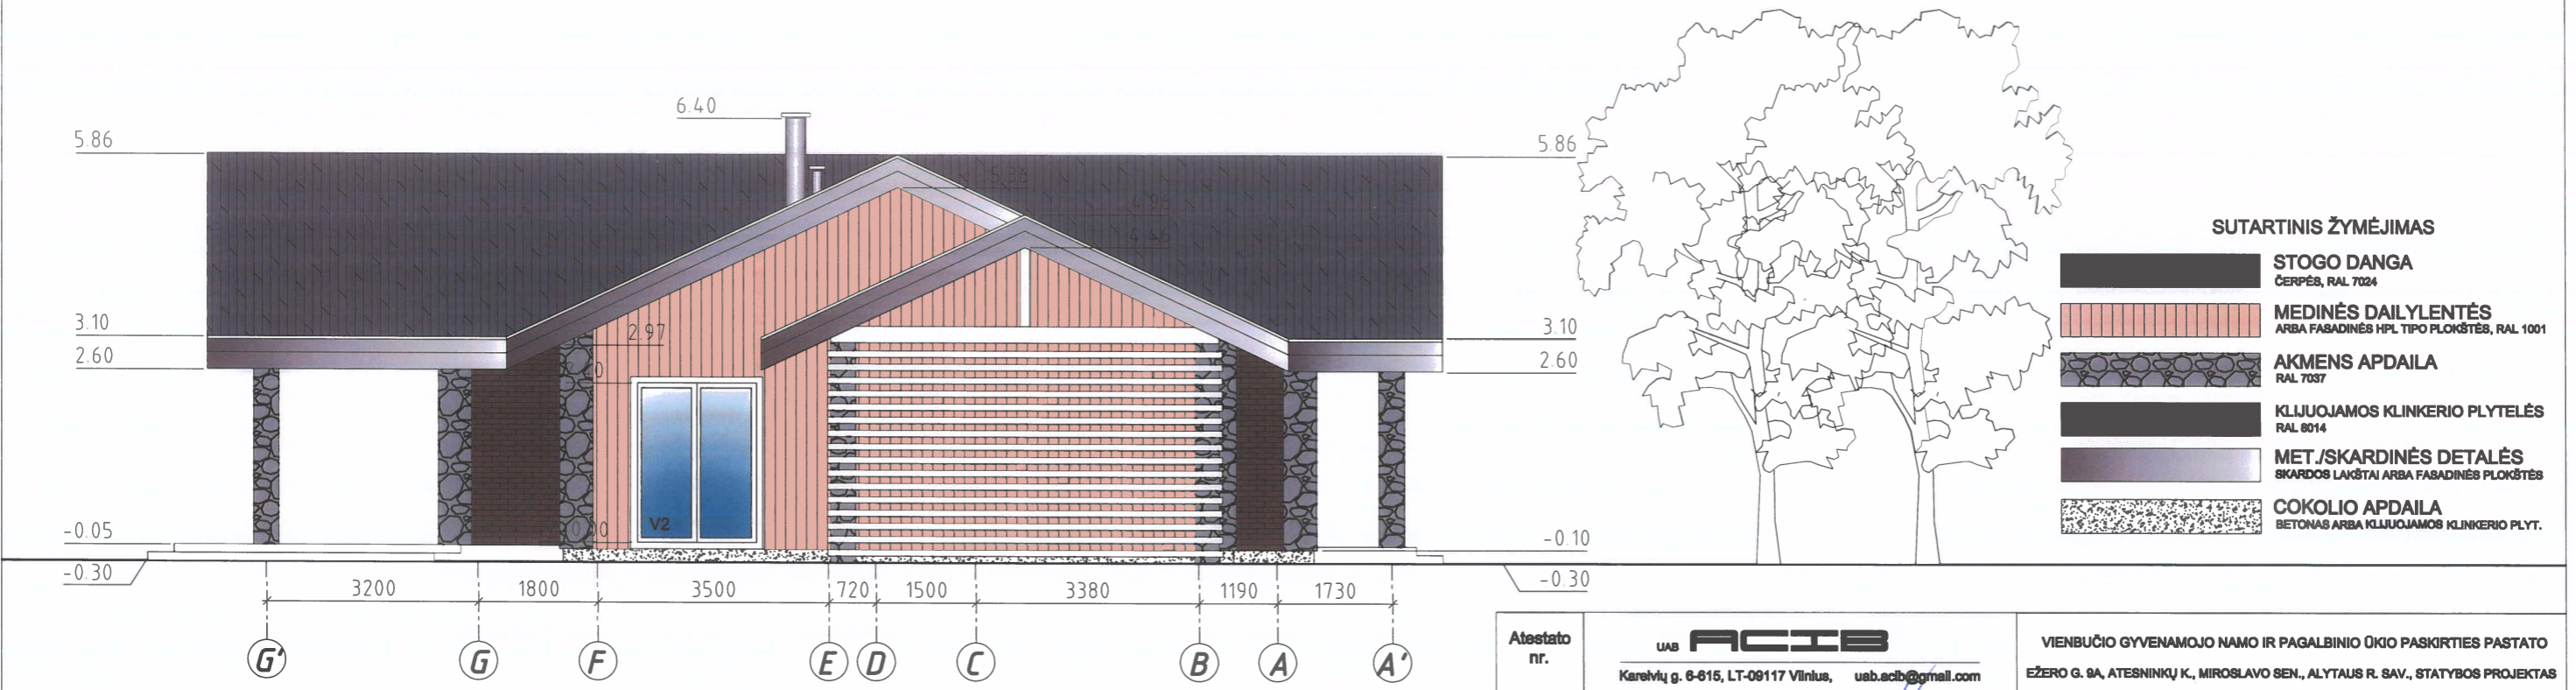 6.40
5.86
5.86
5.22
4.46
3.10
2.97
3.10
2.60
2.60
V2
-0.05
-0.10
-0.30
-0.30
3200 1800 3500 720 1500 3380 1190 1730
G' G F E D C B A A'
SUTARTINIS ŽYMĖJIMAS
STOGO DANGA
ČERPĖS, RAL 7024
MEDINĖS DAILYLENTĖS
ARBA FASADINĖS HPL TIPO PLOKŠTĖS, RAL 1001
AKMENS APDAILA
RAL 7037
KLIJUOJAMOS KLINKERIO PLYTELĖS
RAL 8014
MET./SKARDINĖS DETALĖS
SKARDOS LAKŠTAI ARBA FASADINĖS PLOKŠTĖS
COKOLIO APDAILA
BETONAS ARBA KLIJUOJAMOS KLINKERIO PLYT.
Atestato
nr.
UAB ACIB
Kareivių g. 6-615, LT-09117 Vilnius, uab.acib@gmail.com
VIENBUČIO GYVENAMOJO NAMO IR PAGALBINIO ŪKIO PASKIRTIES PASTATO
EŽERO G. 9A, ATESNINKŲ K., MIROSLAVO SEN., ALYTAUS R. SAV., STATYBOS PROJEKTAS